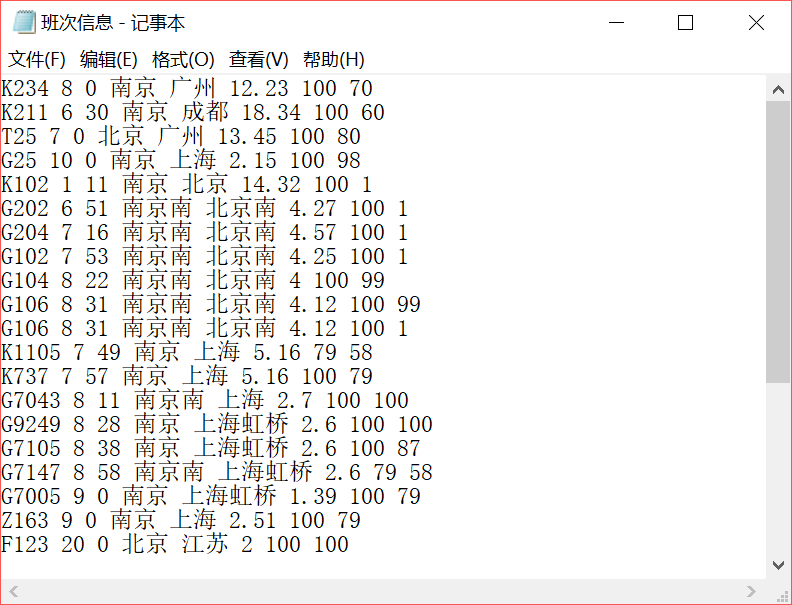 班次信息 - 记事本
文件(F) 编辑(E) 格式(O) 查看(V) 帮助(H)
K234 8 0 南京 广州 12.23 100 70
K211 6 30 南京 成都 18.34 100 60
T25 7 0 北京 广州 13.45 100 80
G25 10 0 南京 上海 2.15 100 98
K102 1 11 南京 北京 14.32 100 1
G202 6 51 南京南 北京南 4.27 100 1
G204 7 16 南京南 北京南 4.57 100 1
G102 7 53 南京南 北京南 4.25 100 1
G104 8 22 南京南 北京南 4 100 99
G106 8 31 南京南 北京南 4.12 100 99
G106 8 31 南京南 北京南 4.12 100 1
K1105 7 49 南京 上海 5.16 79 58
K737 7 57 南京 上海 5.16 100 79
G7043 8 11 南京南 上海 2.7 100 100
G9249 8 28 南京 上海虹桥 2.6 100 100
G7105 8 38 南京 上海虹桥 2.6 100 87
G7147 8 58 南京南 上海虹桥 2.6 79 58
G7005 9 0 南京 上海虹桥 1.39 100 79
Z163 9 0 南京 上海 2.51 100 79
F123 20 0 北京 江苏 2 100 100